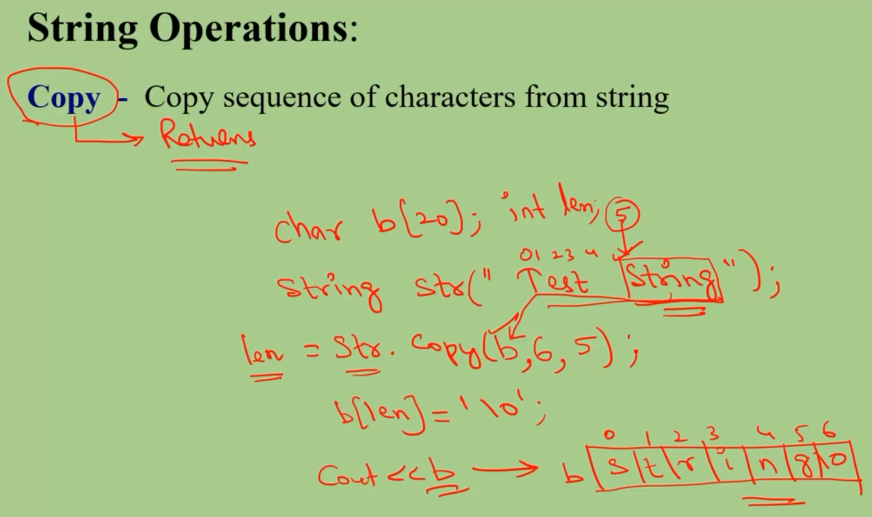 String Operations:
Copy - Copy sequence of characters from string
Returns
char b[20]; int len; 5
0 1 2 3 4
String str("Test String");
len = str.copy(b,6,5);
b[len]='\0';
0 1 2 3 4 5 6
Cout<<b → b s t r i n g \0